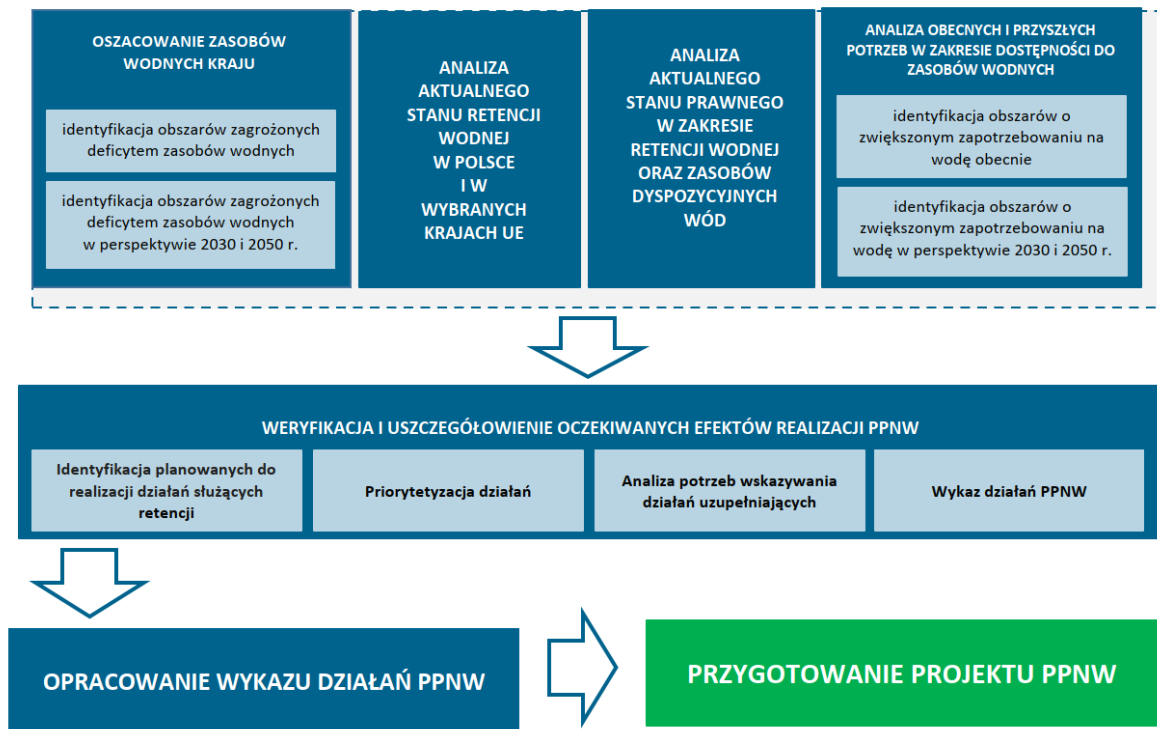 OSZACOWANIE ZASOBÓW
WODNYCH KRAJU
identyfikacja obszarów zagrożonych
deficytem zasobów wodnych
identyfikacja obszarów zagrożonych
deficytem zasobów wodnych
w perspektywie 2030 i 2050 r.
ANALIZA
AKTUALNEGO
STANU RETENCJI
WODNEJ
W POLSCE
I W
WYBRANYCH
KRAJACH UE
ANALIZA
AKTUALNEGO
STANU PRAWNEGO
W ZAKRESIE
RETENCJI WODNEJ
ORAZ ZASOBÓW
DYSPOZYCYJNYCH
WÓD
ANALIZA OBECNYCH I PRZYSZŁYCH
POTRZEB W ZAKRESIE DOSTĘPNOŚCI DO
ZASOBÓW WODNYCH
identyfikacja obszarów o
zwiększonym zapotrzebowaniu na
wodę obecnie
identyfikacja obszarów o
zwiększonym zapotrzebowaniu na
wodę w perspektywie 2030 i 2050 r.
WERYFIKACJA I USZCZEGÓŁOWIENIE OCZEKIWANYCH EFEKTÓW REALIZACJI PPNW
Identyfikacja planowanych do
realizacji działań służących
retencji
Priorytetyzacja działań
Analiza potrzeb wskazywania
działań uzupełniających
Wykaz działań PPNW
OPRACOWANIE WYKAZU DZIAŁAŃ PPNW
PRZYGOTOWANIE PROJEKTU PPNW